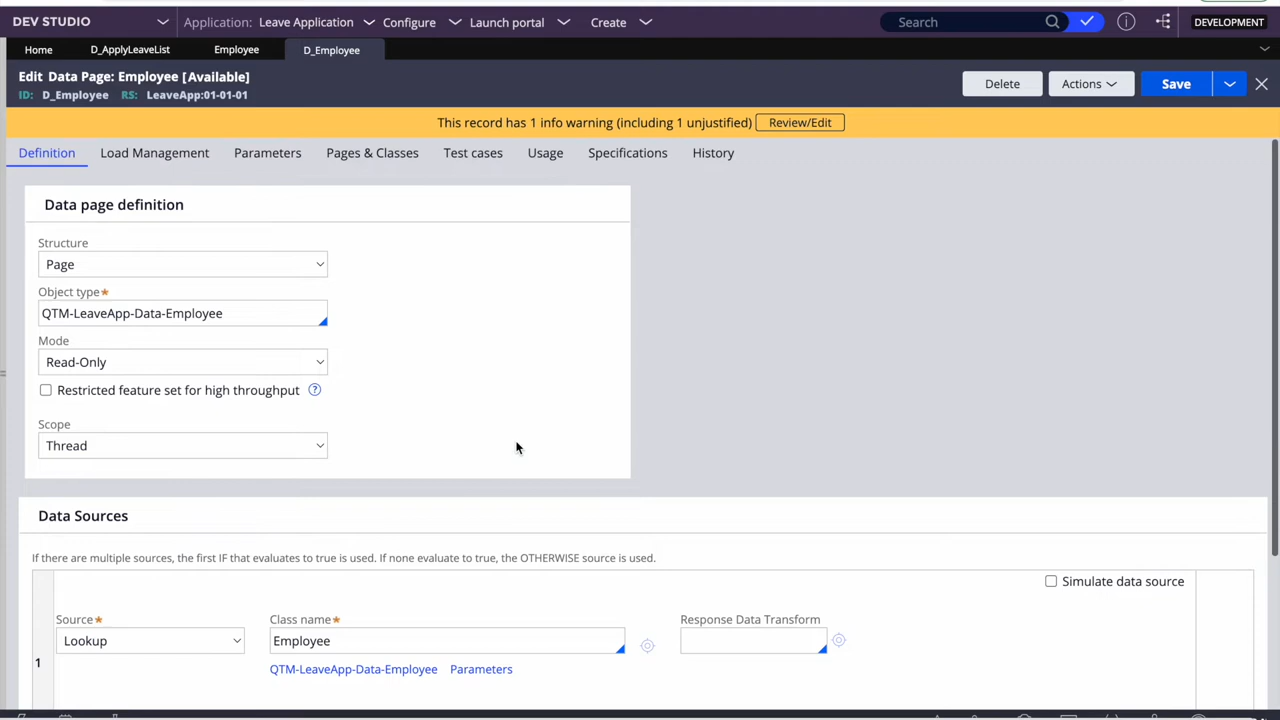 DEV STUDIO Application: Leave Application Configure Launch portal Create Search DEVELOPMENT
Home D_ApplyLeaveList Employee D_Employee
Edit Data Page: Employee [Available]
ID: D_Employee RS: LeaveApp:01-01-01
Delete Actions Save
This record has 1 info warning (including 1 unjustified) Review/Edit
Definition Load Management Parameters Pages & Classes Test cases Usage Specifications History
Data page definition
Structure
Page
Object type★
QTM-LeaveApp-Data-Employee
Mode
Read-Only
Restricted feature set for high throughput ?
Scope
Thread
Data Sources
If there are multiple sources, the first IF that evaluates to true is used. If none evaluate to true, the OTHERWISE source is used.
Simulate data source
Source★ Class name★ Response Data Transform
Lookup Employee
1 QTM-LeaveApp-Data-Employee Parameters